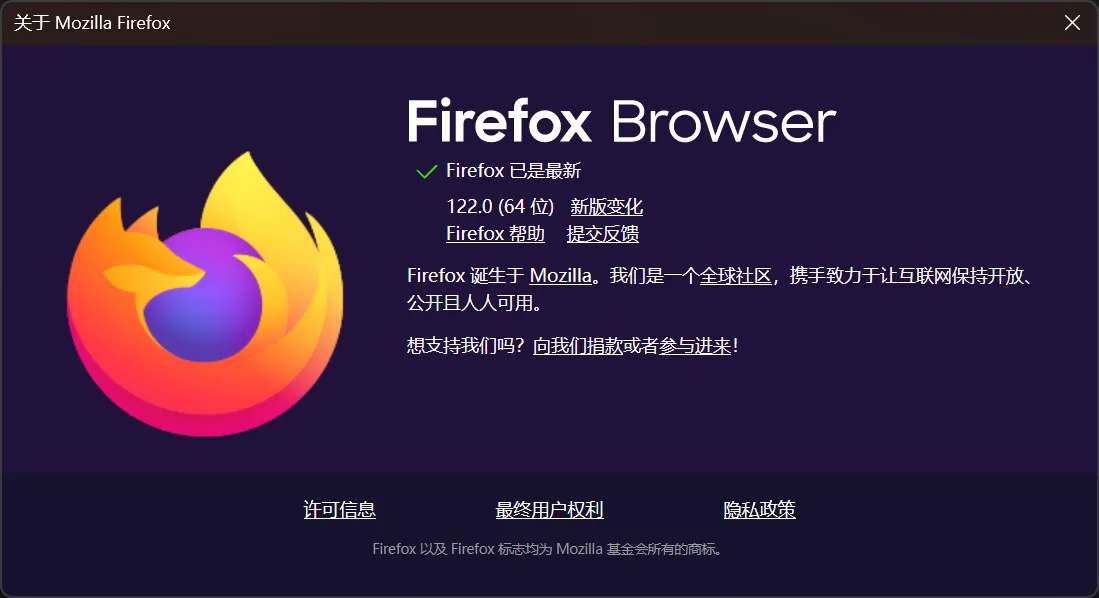 关于 Mozilla Firefox
Firefox Browser
Firefox 已是最新
122.0 (64 位) 新版变化
Firefox 帮助 提交反馈
Firefox 诞生于 Mozilla。我们是一个全球社区，携手致力于让互联网保持开放、
公开且人人可用。
想支持我们吗？向我们捐款或者参与进来！
许可信息 最终用户权利 隐私政策
Firefox 以及 Firefox 标志均为 Mozilla 基金会所有的商标。